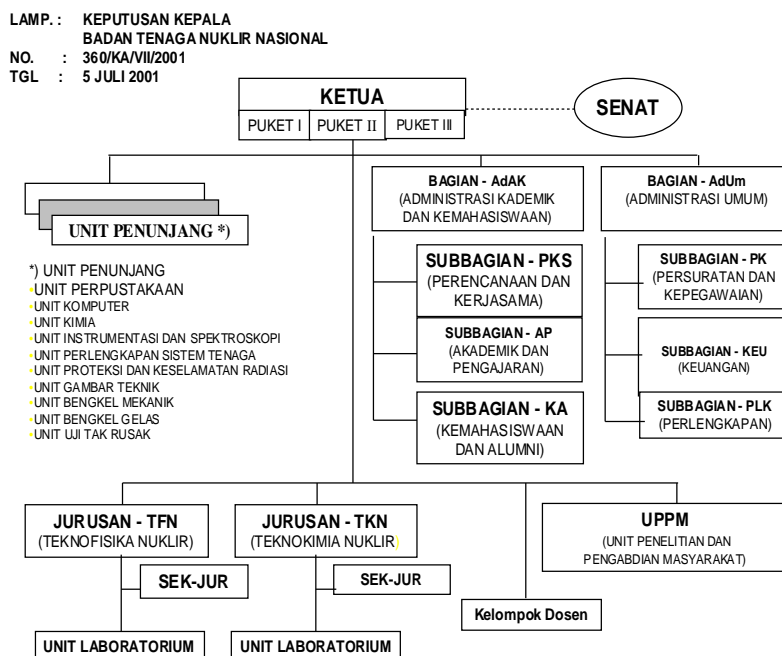 LAMP. : KEPUTUSAN KEPALA
BADAN TENAGA NUKLIR NASIONAL
NO. : 360/KA/VII/2001
TGL : 5 JULI 2001
KETUA
PUKET I PUKET II PUKET III
SENAT
UNIT PENUNJANG *)
BAGIAN - AdAK
(ADMINISTRASI KADEMIK
DAN KEMAHASISWAAN)
BAGIAN - AdUm
(ADMINISTRASI UMUM)
*) UNIT PENUNJANG
•UNIT PERPUSTAKAAN
•UNIT KOMPUTER
•UNIT KIMIA
•UNIT INSTRUMENTASI DAN SPEKTROSKOPI
•UNIT PERLENGKAPAN SISTEM TENAGA
•UNIT PROTEKSI DAN KESELAMATAN RADIASI
•UNIT GAMBAR TEKNIK
•UNIT BENGKEL MEKANIK
•UNIT BENGKEL GELAS
•UNIT UJI TAK RUSAK
SUBBAGIAN - PKS
(PERENCANAAN DAN
KERJASAMA)
SUBBAGIAN - AP
(AKADEMIK DAN
PENGAJARAN)
SUBBAGIAN - KA
(KEMAHASISWAAN
DAN ALUMNI)
SUBBAGIAN - PK
(PERSURATAN DAN
KEPEGAWAIAN)
SUBBAGIAN - KEU
(KEUANGAN)
SUBBAGIAN - PLK
(PERLENGKAPAN)
JURUSAN - TFN
(TEKNOFISIKA NUKLIR)
JURUSAN - TKN
(TEKNOKIMIA NUKLIR)
UPPM
(UNIT PENELITIAN DAN
PENGABDIAN MASYARAKAT)
SEK-JUR
SEK-JUR
Kelompok Dosen
UNIT LABORATORIUM
UNIT LABORATORIUM